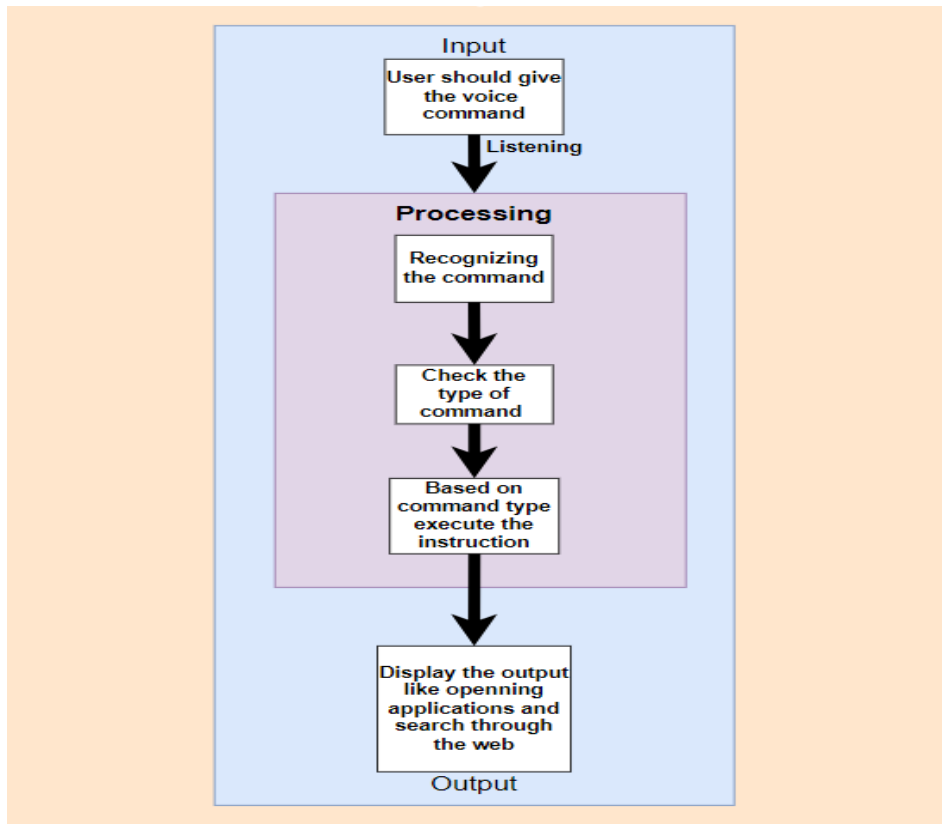 Input
User should give
the voice
command
Listening
Processing
Recognizing
the command
Check the
type of
command
Based on
command type
execute the
instruction
Display the output
like openning
applications and
search through
the web
Output